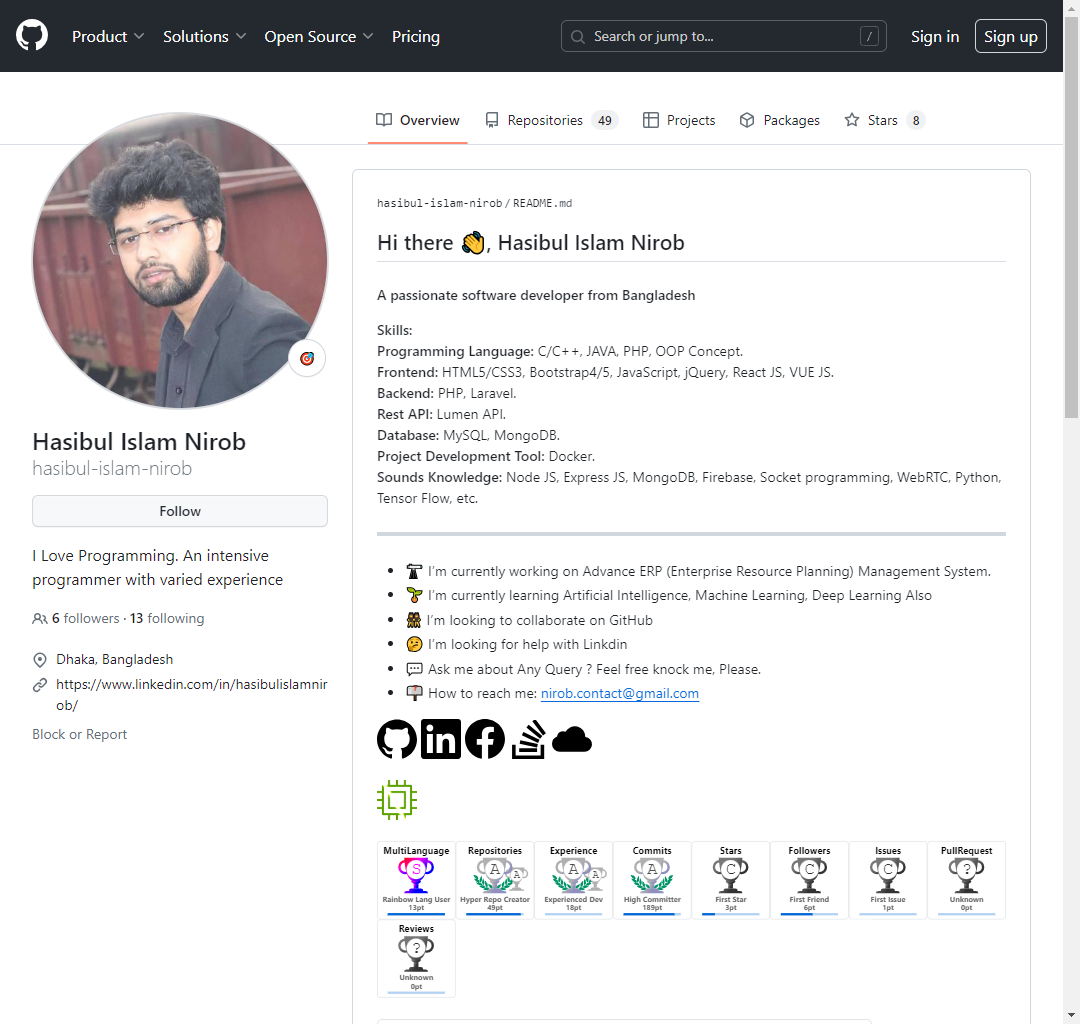 Product Solutions Open Source Pricing Search or jump to... / Sign in Sign up
Overview Repositories 49 Projects Packages Stars 8
hasibul-islam-nirob/README.md
Hi there 👋, Hasibul Islam Nirob
A passionate software developer from Bangladesh
Skills:
Programming Language: C/C++, JAVA, PHP, OOP Concept.
Frontend: HTML5/CSS3, Bootstrap4/5, JavaScript, jQuery, React JS, VUE JS.
Backend: PHP, Laravel.
Rest API: Lumen API.
Database: MySQL, MongoDB.
Project Development Tool: Docker.
Sounds Knowledge: Node JS, Express JS, MongoDB, Firebase, Socket programming, WebRTC, Python,
Tensor Flow, etc.
Hasibul Islam Nirob
hasibul-islam-nirob
Follow
I Love Programming. An intensive
programmer with varied experience
6 followers · 13 following
Dhaka, Bangladesh
https://www.linkedin.com/in/hasibulislamnir
ob/
Block or Report
I'm currently working on Advance ERP (Enterprise Resource Planning) Management System.
I'm currently learning Artificial Intelligence, Machine Learning, Deep Learning Also
I'm looking to collaborate on GitHub
I'm looking for help with Linkdin
Ask me about Any Query ? Feel free knock me, Please.
How to reach me: nirob.contact@gmail.com
in
MultiLanguage Repositories Experience Commits Stars Followers Issues PullRequest
S A A A A A C C C ?
Rainbow Lang User Hyper Repo Creator Experienced Dev High Committer First Star First Friend First Issue Unknown
13pt 49pt 18pt 189pt 3pt 6pt 1pt 0pt
Reviews
?
Unknown
0pt